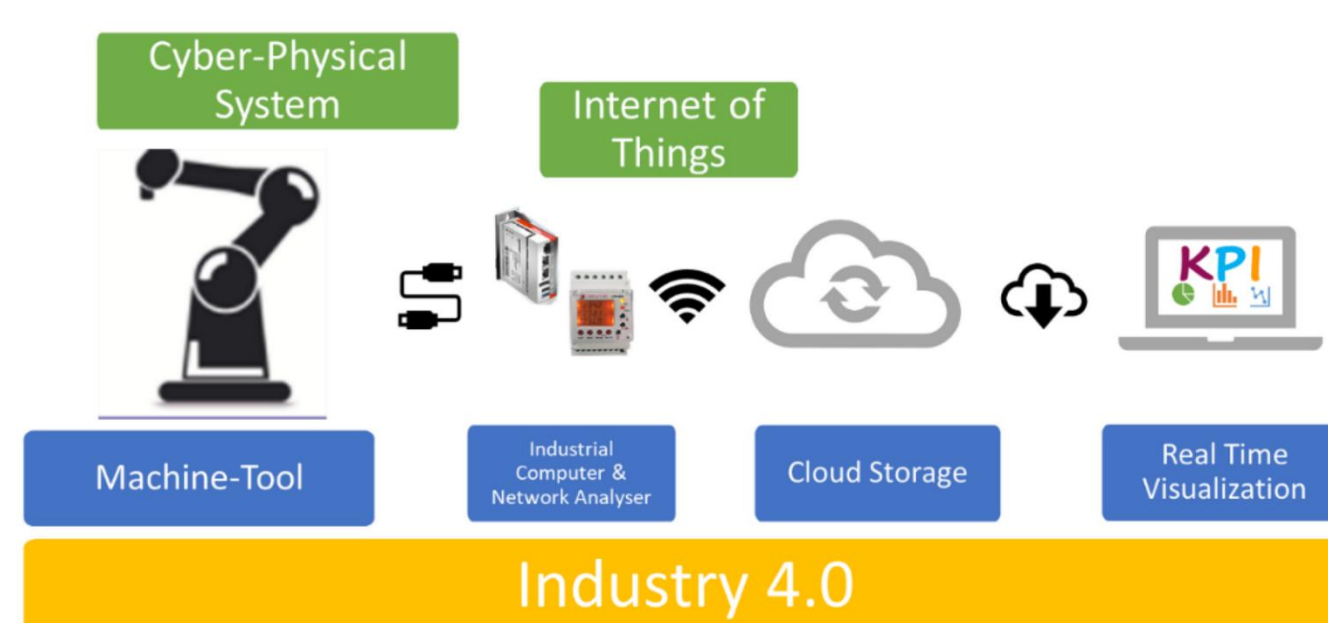 Cyber-Physical
System
Internet of
Things
KPI
Machine-Tool
Industrial
Computer &
Network Analyser
Cloud Storage
Real Time
Visualization
Industry 4.0